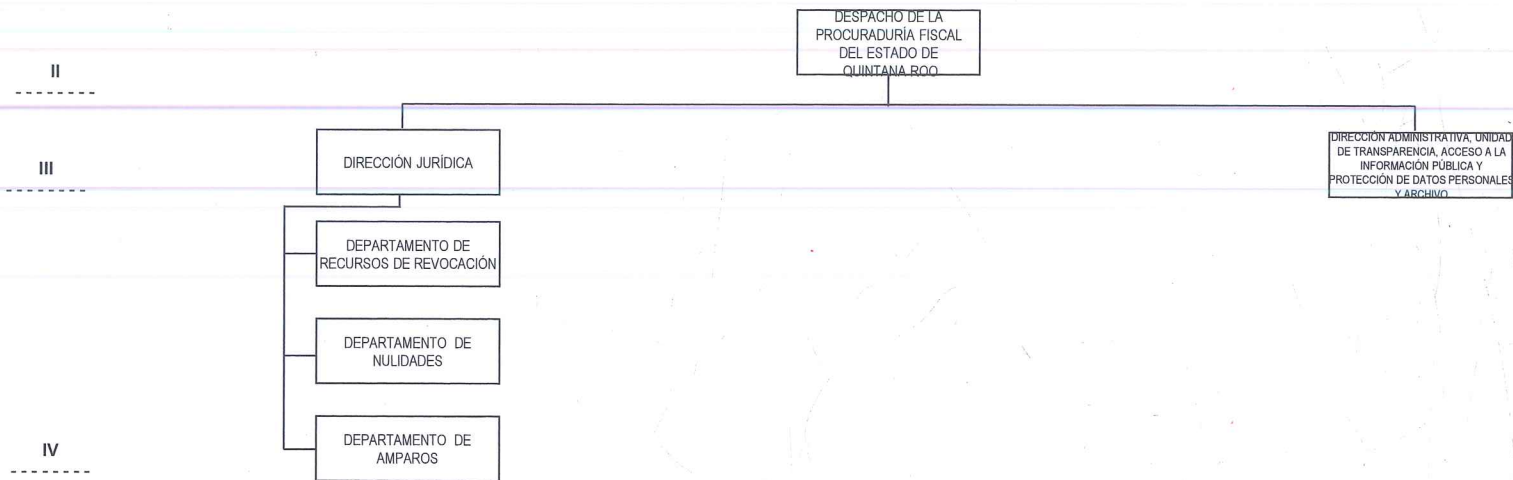 DESPACHO DE LA
PROCURADURÍA FISCAL
DEL ESTADO DE
QUINTANA ROO
II
III
DIRECCIÓN JURÍDICA
DIRECCIÓN ADMINISTRATIVA, UNIDAD
DE TRANSPARENCIA, ACCESO A LA
INFORMACIÓN PÚBLICA Y
PROTECCIÓN DE DATOS PERSONALES
Y ARCHIVO
DEPARTAMENTO DE
RECURSOS DE REVOCACIÓN
DEPARTAMENTO DE
NULIDADES
IV
DEPARTAMENTO DE
AMPAROS